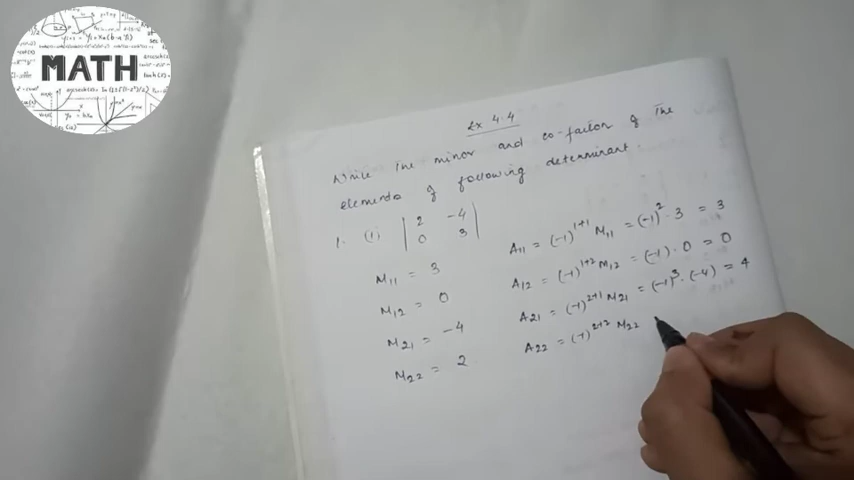 MATH
Ex 4.4
Write the minor and co-factor of the
elements of following determinant.
1. (i) | 2 -4 |
| 0 3 |
M₁₁ = 3
M₁₂ = 0
M₂₁ = -4
M₂₂ = 2
A₁₁ = (-1)¹⁺¹ M₁₁ = (-1)² · 3 = 3
A₁₂ = (-1)¹⁺² M₁₂ = (-1) · 0 = 0
A₂₁ = (-1)²⁺¹ M₂₁ = (-1)³ · (-4) = 4
A₂₂ = (-1)²⁺² M₂₂